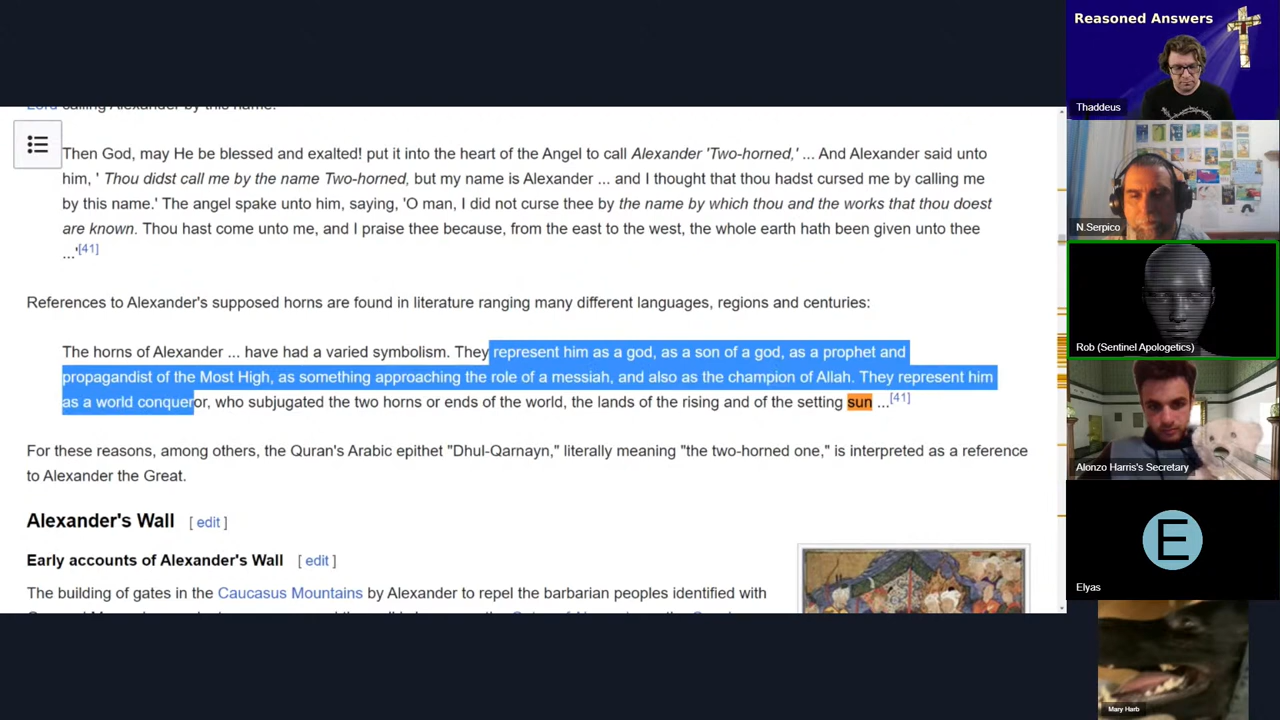 Lord calling Alexander by this name.
Then God, may He be blessed and exalted! put it into the heart of the Angel to call Alexander 'Two-horned,' ... And Alexander said unto
him, ' Thou didst call me by the name Two-horned, but my name is Alexander ... and I thought that thou hadst cursed me by calling me
by this name.' The angel spake unto him, saying, 'O man, I did not curse thee by the name by which thou and the works that thou doest
are known. Thou hast come unto me, and I praise thee because, from the east to the west, the whole earth hath been given unto thee
...'[41]
References to Alexander's supposed horns are found in literature ranging many different languages, regions and centuries:
The horns of Alexander ... have had a varied symbolism. They represent him as a god, as a son of a god, as a prophet and
propagandist of the Most High, as something approaching the role of a messiah, and also as the champion of Allah. They represent him
as a world conqueror, who subjugated the two horns or ends of the world, the lands of the rising and of the setting sun ...[41]
For these reasons, among others, the Quran's Arabic epithet "Dhul-Qarnayn," literally meaning "the two-horned one," is interpreted as a reference
to Alexander the Great.
Alexander's Wall [ edit ]
Early accounts of Alexander's Wall [ edit ]
The building of gates in the Caucasus Mountains by Alexander to repel the barbarian peoples identified with
Reasoned Answers
Thaddeus
N.Serpico
Rob (Sentinel Apologetics)
Alonzo Harris's Secretary
E
Elyas
Mary Harb